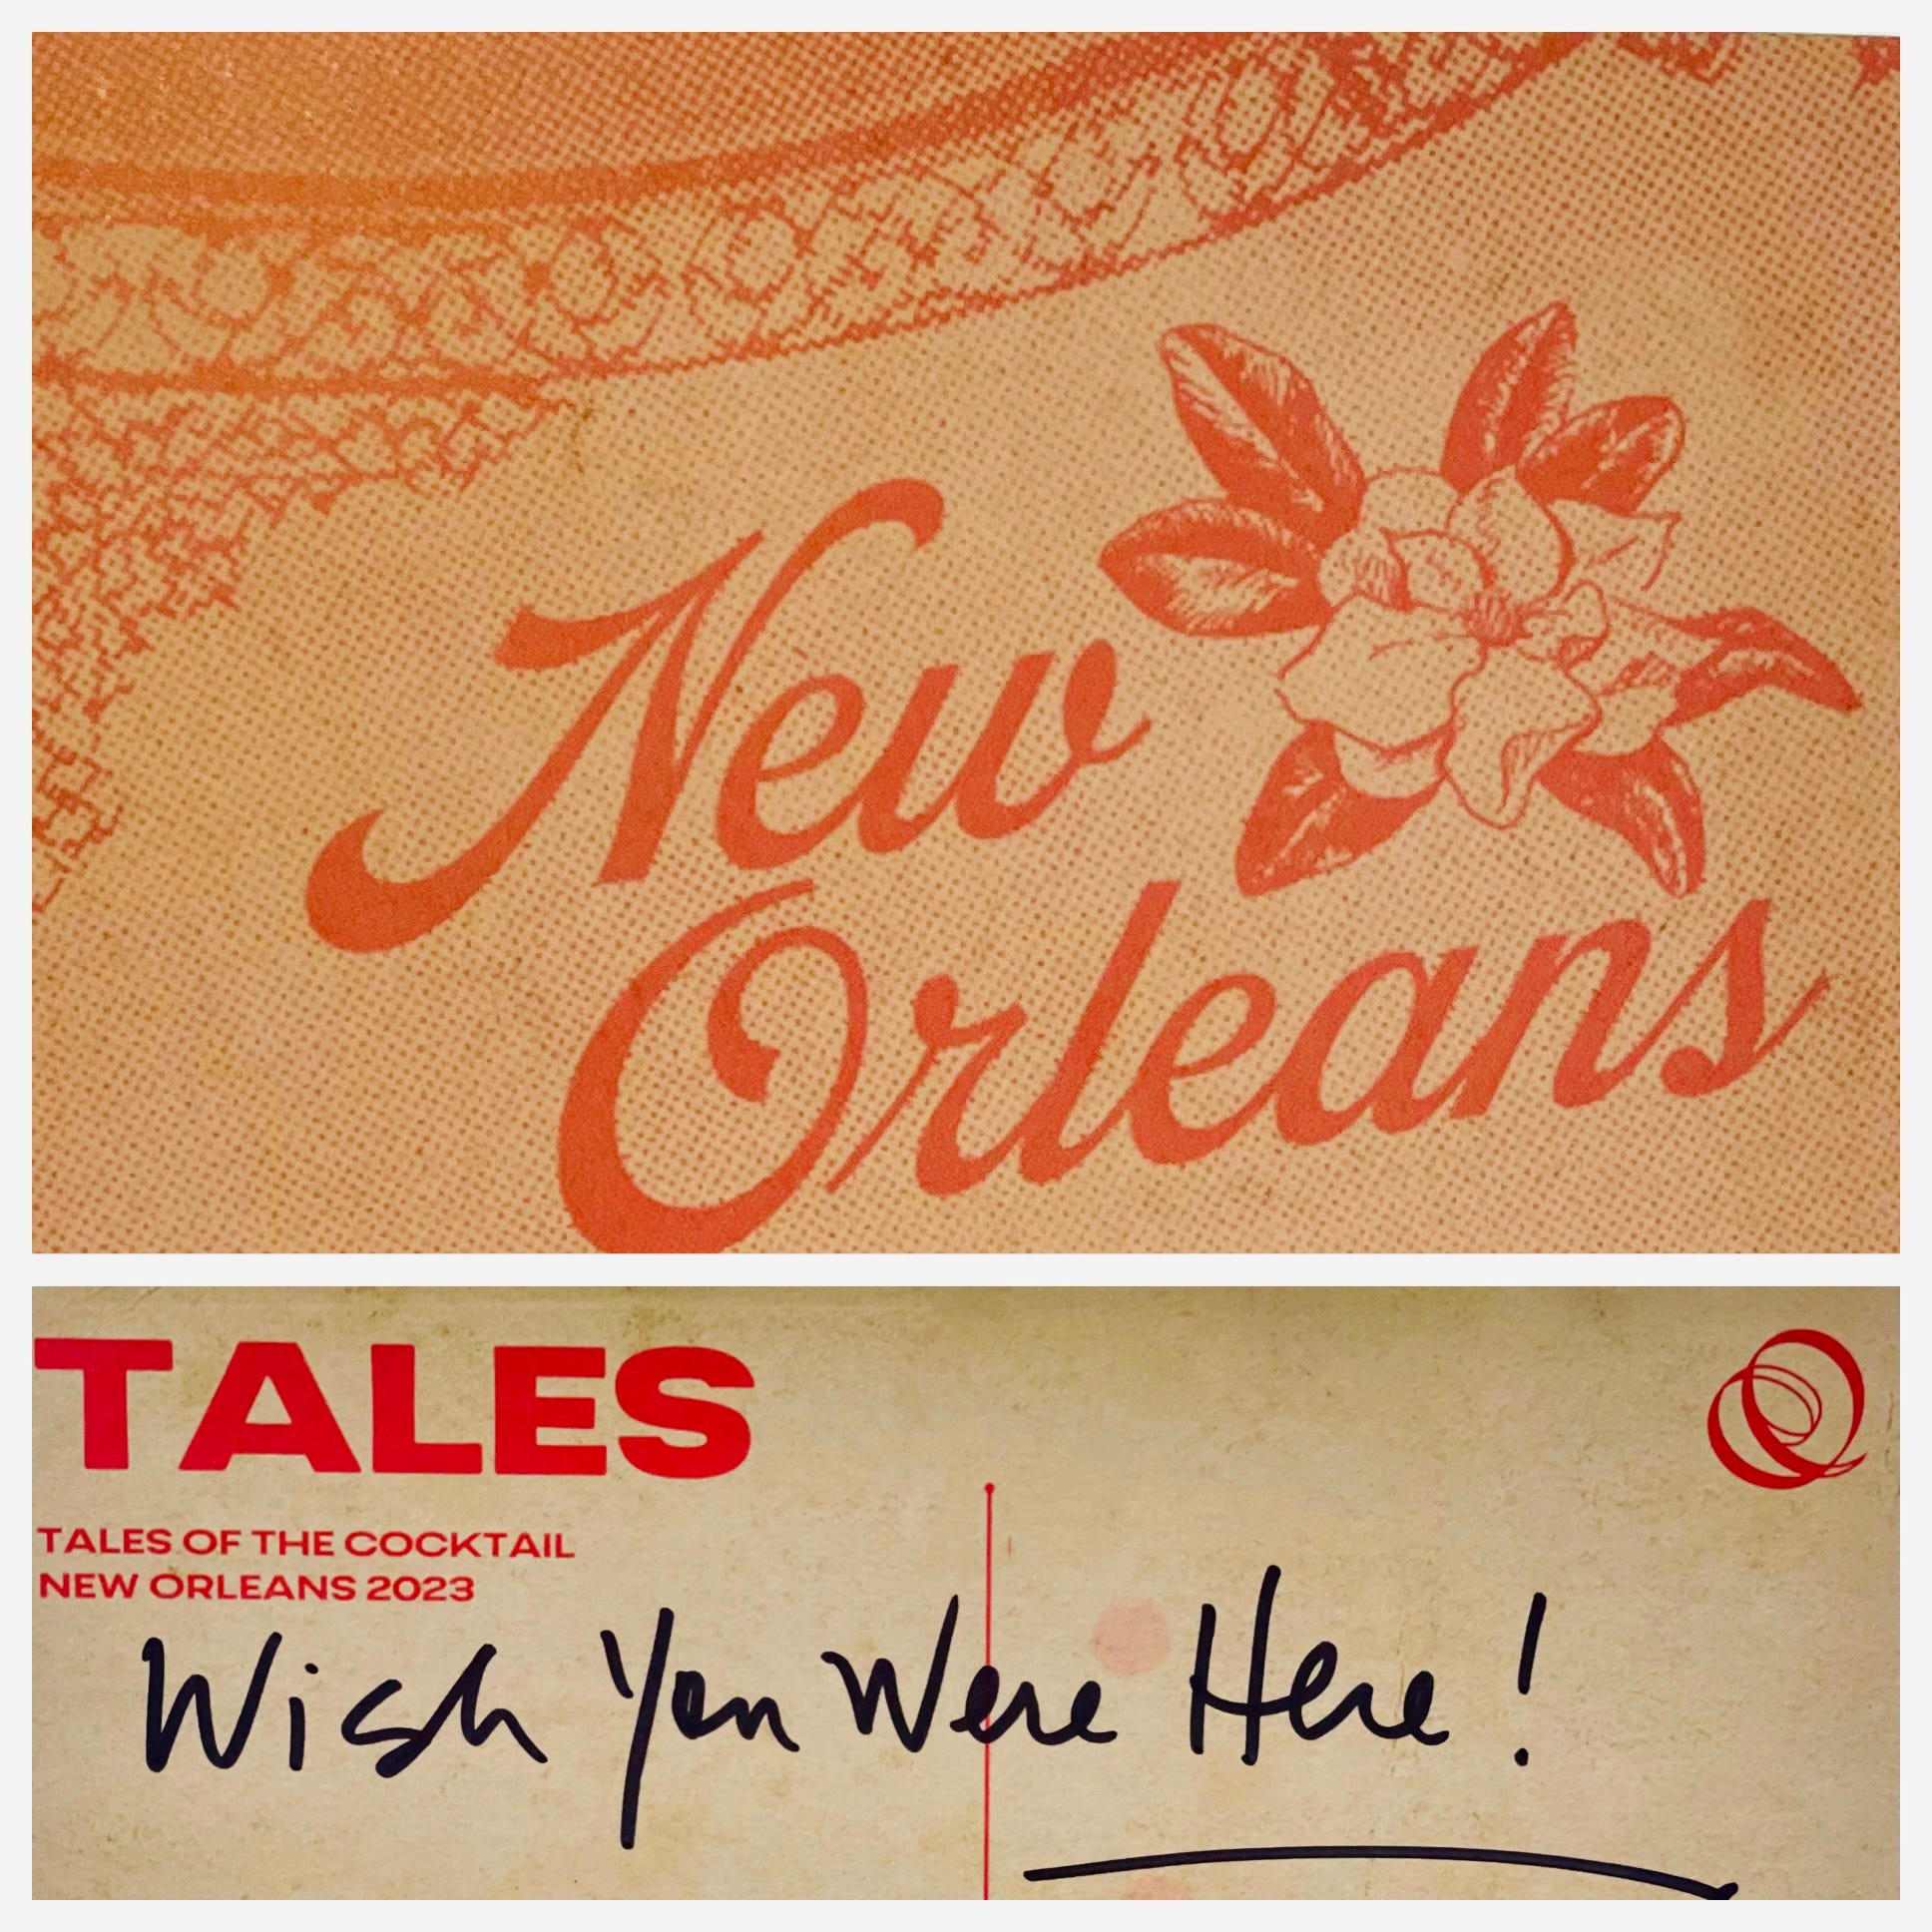 New
Orleans
TALES
TALES OF THE COCKTAIL
NEW ORLEANS 2023
Wish You Were Here!